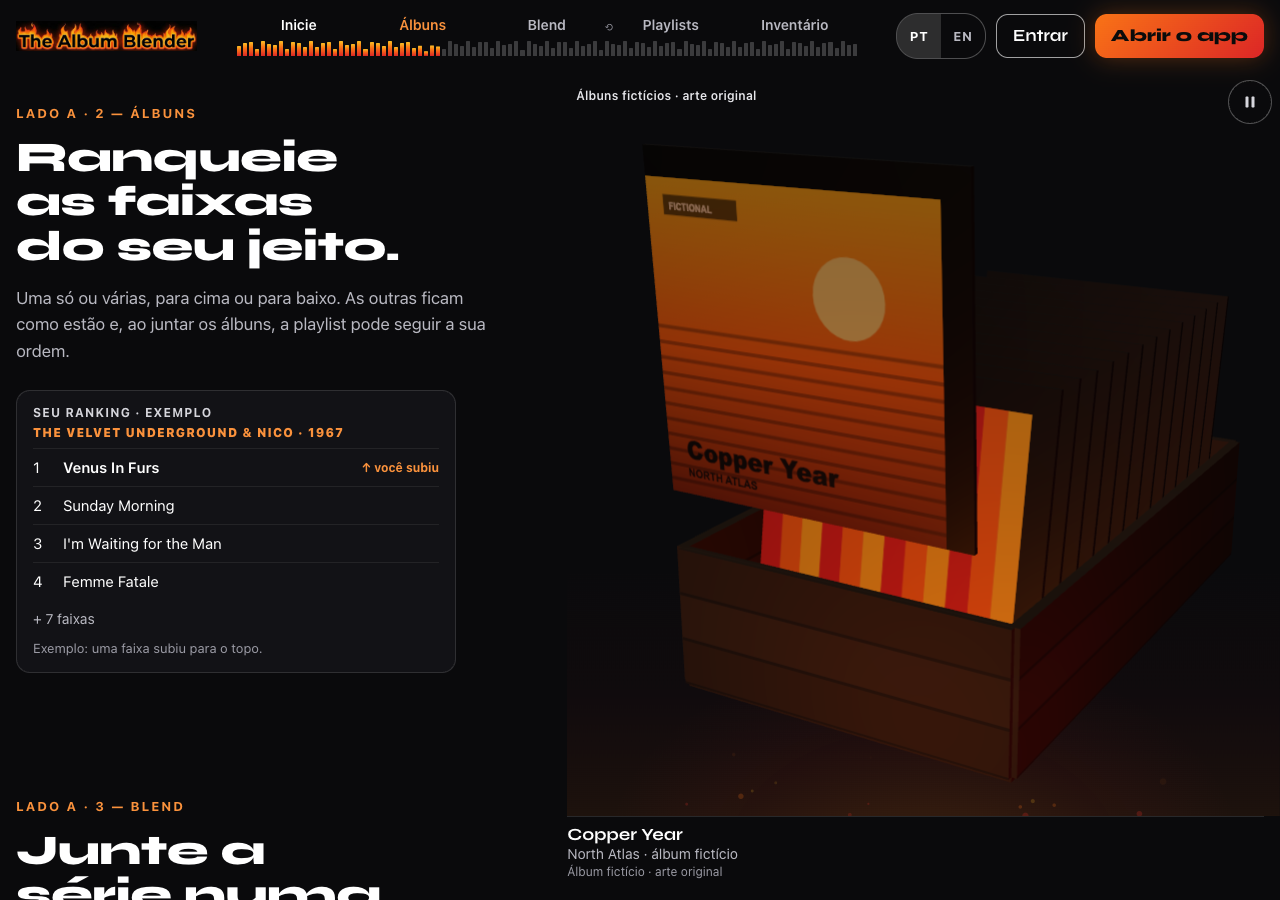 The Album Blender
Inicie
Álbuns
Blend
Playlists
Inventário
PT
EN
Entrar
Abrir o app
LADO A · 2 — ÁLBUNS
Ranqueie
as faixas
do seu jeito.
Uma só ou várias, para cima ou para baixo. As outras ficam
como estão e, ao juntar os álbuns, a playlist pode seguir a sua
ordem.
SEU RANKING · EXEMPLO
THE VELVET UNDERGROUND & NICO · 1967
1 Venus In Furs ↑ você subiu
2 Sunday Morning
3 I'm Waiting for the Man
4 Femme Fatale
+ 7 faixas
Exemplo: uma faixa subiu para o topo.
LADO A · 3 — BLEND
Junte a
série numa
Álbuns fictícios · arte original
FICTIONAL
Copper Year
NORTH ATLAS
Copper Year
North Atlas · álbum fictício
Álbum fictício · arte original